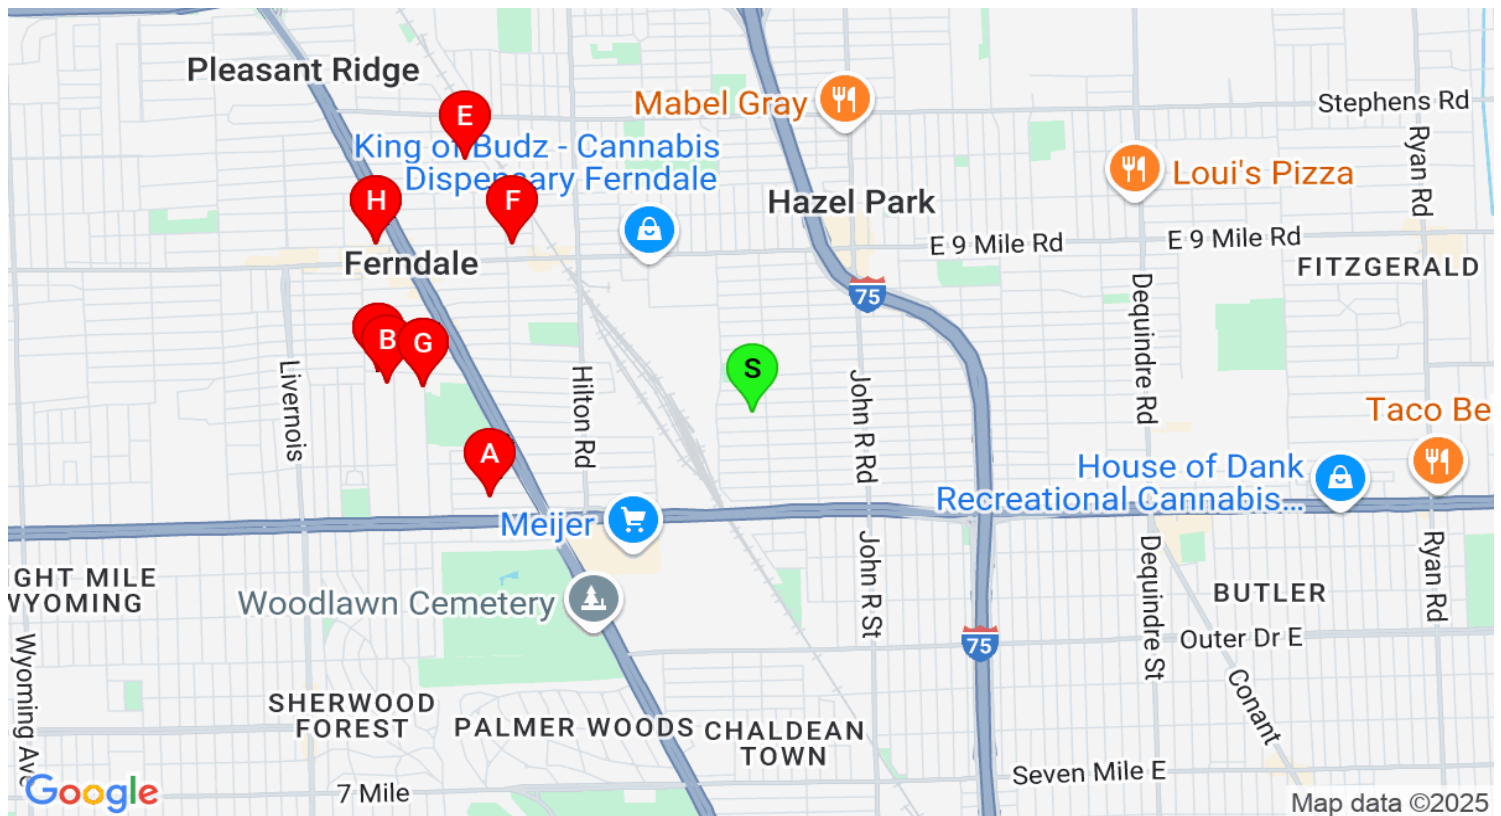 Pleasant Ridge
Stephens Rd
Mabel Gray
E
King of Budz - Cannabis
Dispensary Ferndale
Ryan Rd
Loui's Pizza
H
F
Hazel Park
E 9 Mile Rd
E 9 Mile Rd
Ferndale
FITZGERALD
75
Dequindre Rd
B
G
S
Livernois
Hilton Rd
John R Rd
Taco Be
A
House of Dank
Recreational Cannabis...
Meijer
John R St
Dequindre St
Ryan Rd
IGHT MILE
WYOMING
Woodlawn Cemetery
BUTLER
75
Outer Dr E
Wyoming Ave
Conant
SHERWOOD
FOREST
PALMER WOODS
CHALDEAN
TOWN
Seven Mile E
7 Mile
Google
Map data ©2025